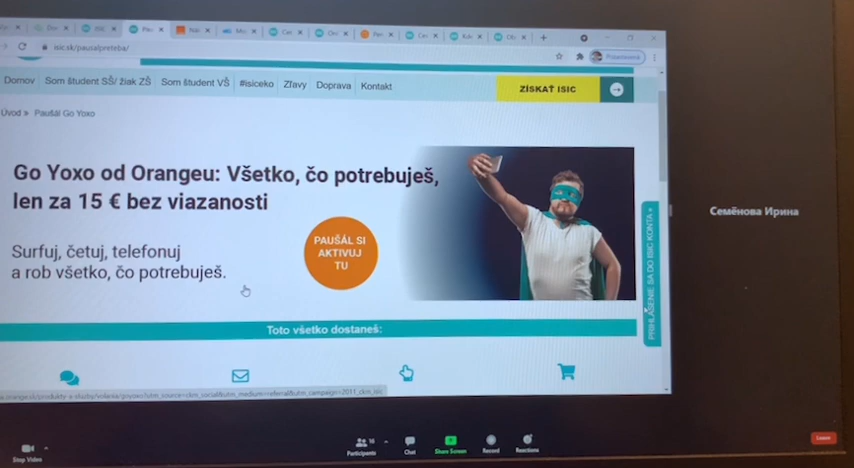 isic.sk/pausalpreteba/
Domov
Som študent SŠ/ žiak ZŠ
Som študent VŠ
#isiceko
Zľavy
Doprava
Kontakt
ZÍSKAŤ ISIC
Úvod » Paušál Go Yoxo
Go Yoxo od Orangeu: Všetko, čo potrebuješ,
len za 15 € bez viazanosti
PAUŠÁL SI
AKTIVUJ
TU
Surfuj, četuj, telefonuj
a rob všetko, čo potrebuješ.
PRIHLÁSENIE SA DO ISIC KONTA
Семёнова Ирина
Toto všetko dostaneš:
Stop Video
16
Participants
Chat
Share Screen
Record
Reactions
Leave